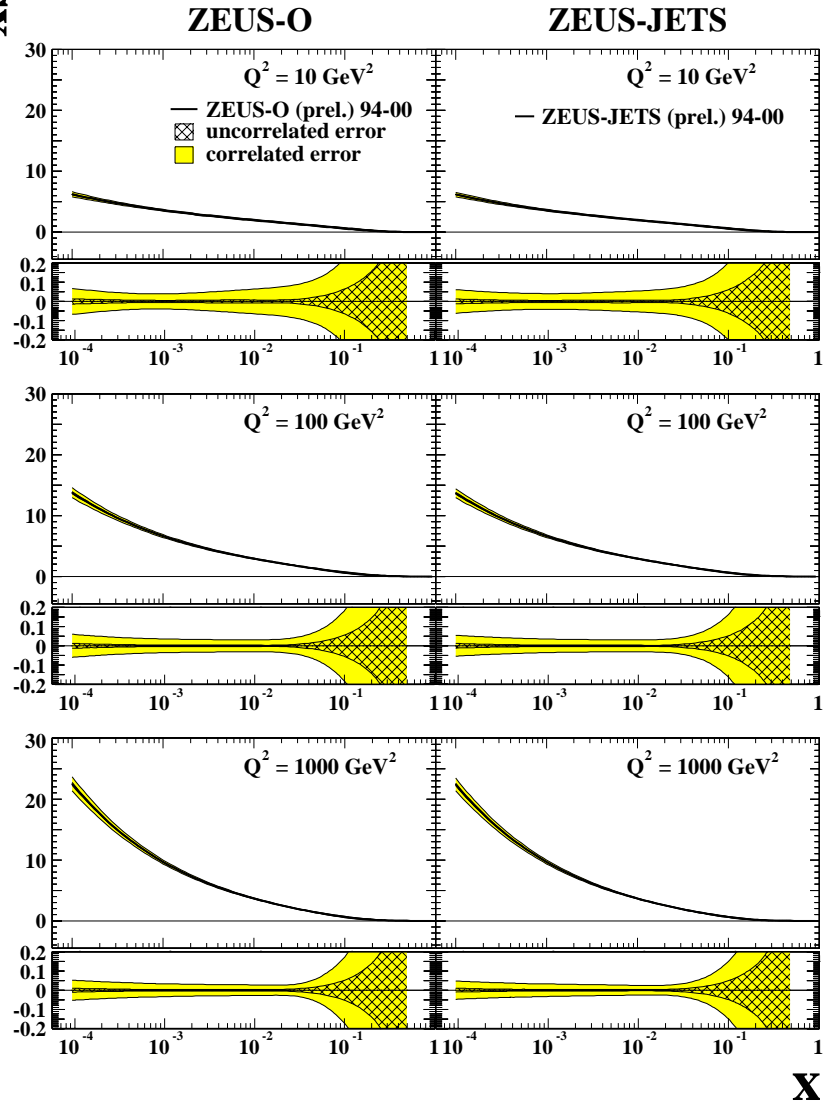 ZEUS-O ZEUS-JETS
30
Q² = 10 GeV² Q² = 10 GeV²
ZEUS-O (prel.) 94-00
ZEUS-JETS (prel.) 94-00
20
uncorrelated error
correlated error
10
0
0.2
0.1
0
-0.1
-0.2
10⁻⁴ 10⁻³ 10⁻² 10⁻¹ 1 10⁻⁴ 10⁻³ 10⁻² 10⁻¹ 1
30
Q² = 100 GeV² Q² = 100 GeV²
20
10
0
0.2
0.1
0
-0.1
-0.2
10⁻⁴ 10⁻³ 10⁻² 10⁻¹ 1 10⁻⁴ 10⁻³ 10⁻² 10⁻¹ 1
30
Q² = 1000 GeV² Q² = 1000 GeV²
20
10
0
0.2
0.1
0
-0.1
-0.2
10⁻⁴ 10⁻³ 10⁻² 10⁻¹ 1 10⁻⁴ 10⁻³ 10⁻² 10⁻¹ 1
x